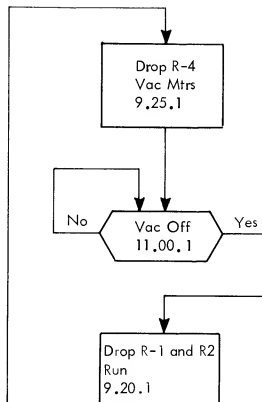 Drop R-4
Vac Mtrs
9.25.1
No
Vac Off
11.00.1
Yes
Drop R-1 and R2
Run
9.20.1